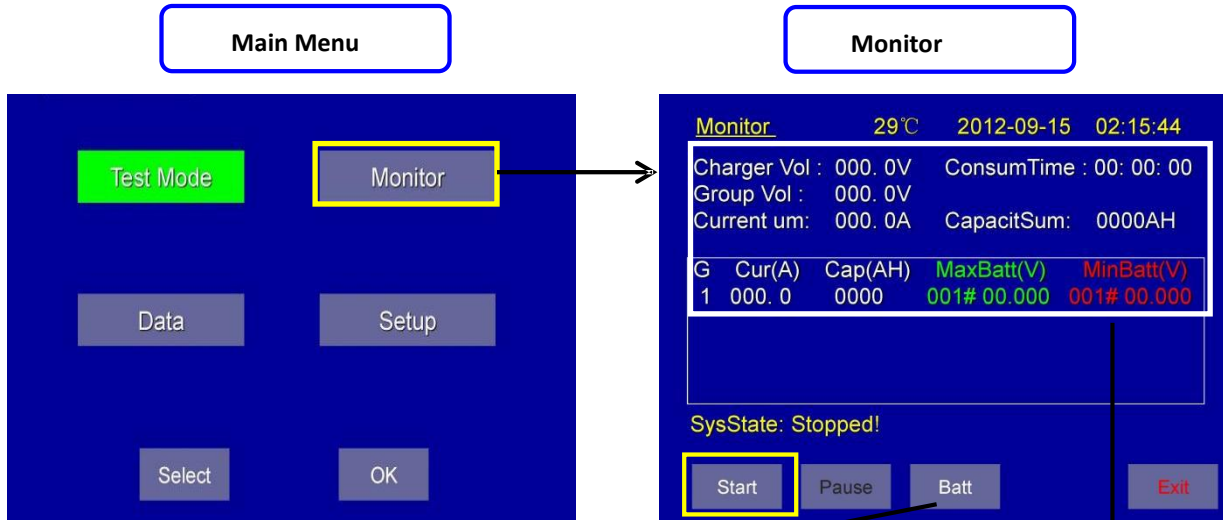 Main Menu
Monitor
Test Mode
Monitor
Data
Setup
Select
OK
Monitor 29℃ 2012-09-15 02:15:44
Charger Vol : 000. 0V ConsumTime : 00: 00: 00
Group Vol : 000. 0V
Current um: 000. 0A CapacitSum: 0000AH
G Cur(A) Cap(AH) MaxBatt(V) MinBatt(V)
1 000. 0 0000 001# 00.000 001# 00.000
SysState: Stopped!
Start Pause Batt Exit